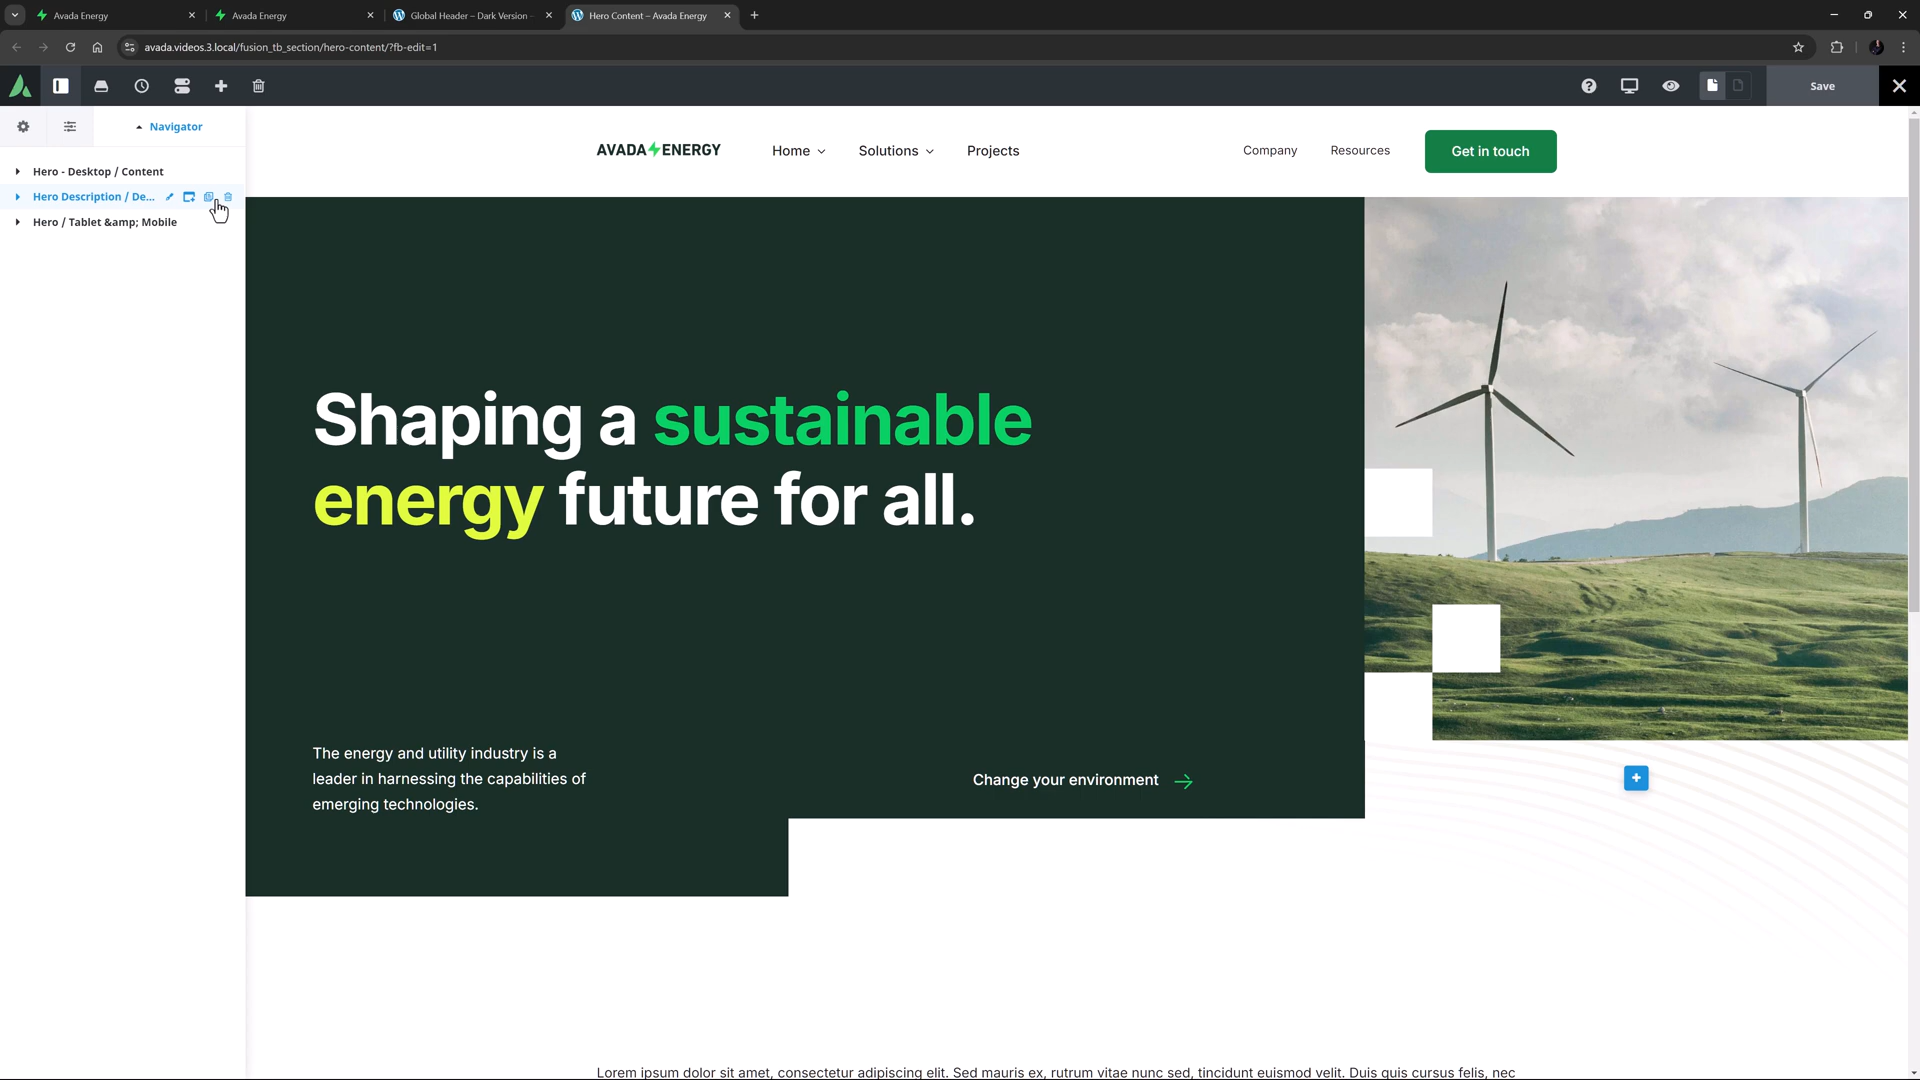 Avada Energy
Avada Energy
Global Header – Dark Version –
Hero Content – Avada Energy
avada.videos.3.local/fusion_tb_section/hero-content/?fb-edit=1
Save
Navigator
Hero - Desktop / Content
Hero Description / De...
Hero / Tablet &amp; Mobile
AVADA ENERGY
Home
Solutions
Projects
Company
Resources
Get in touch
Shaping a sustainable
energy future for all.
The energy and utility industry is a
leader in harnessing the capabilities of
emerging technologies.
Change your environment
Lorem ipsum dolor sit amet, consectetur adipiscing elit. Sed mauris ex, rutrum vitae nunc sed, tincidunt euismod velit. Duis quis cursus felis, nec